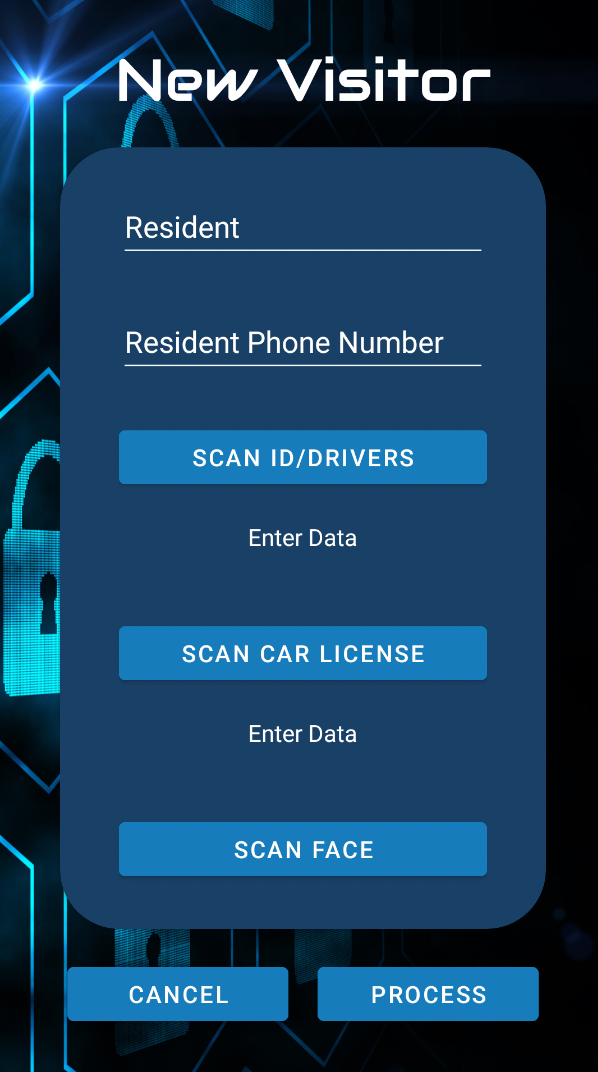 New Visitor
Resident
Resident Phone Number
SCAN ID/DRIVERS
Enter Data
SCAN CAR LICENSE
Enter Data
SCAN FACE
CANCEL
PROCESS